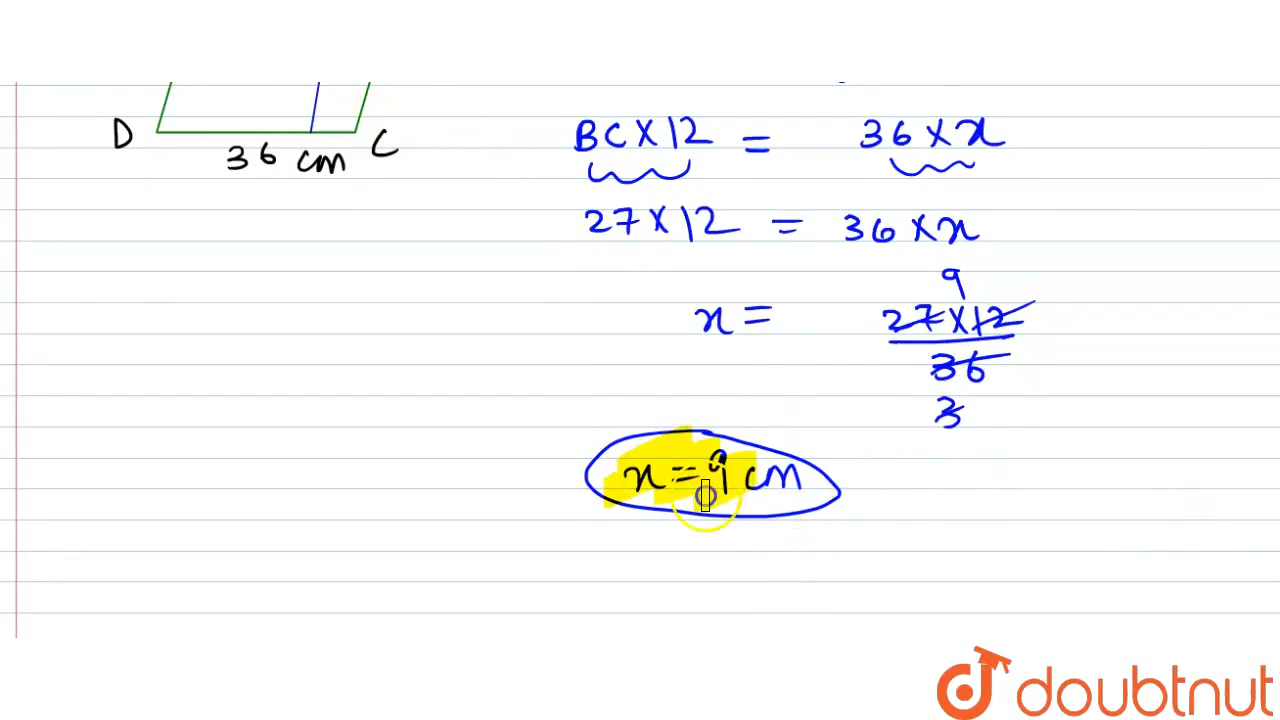 D
36 cm C
BC X 12 = 36 X x
27 X 12 = 36 X x
9
x = 27 X 12
36
3
x = 9 cm
doubtnut